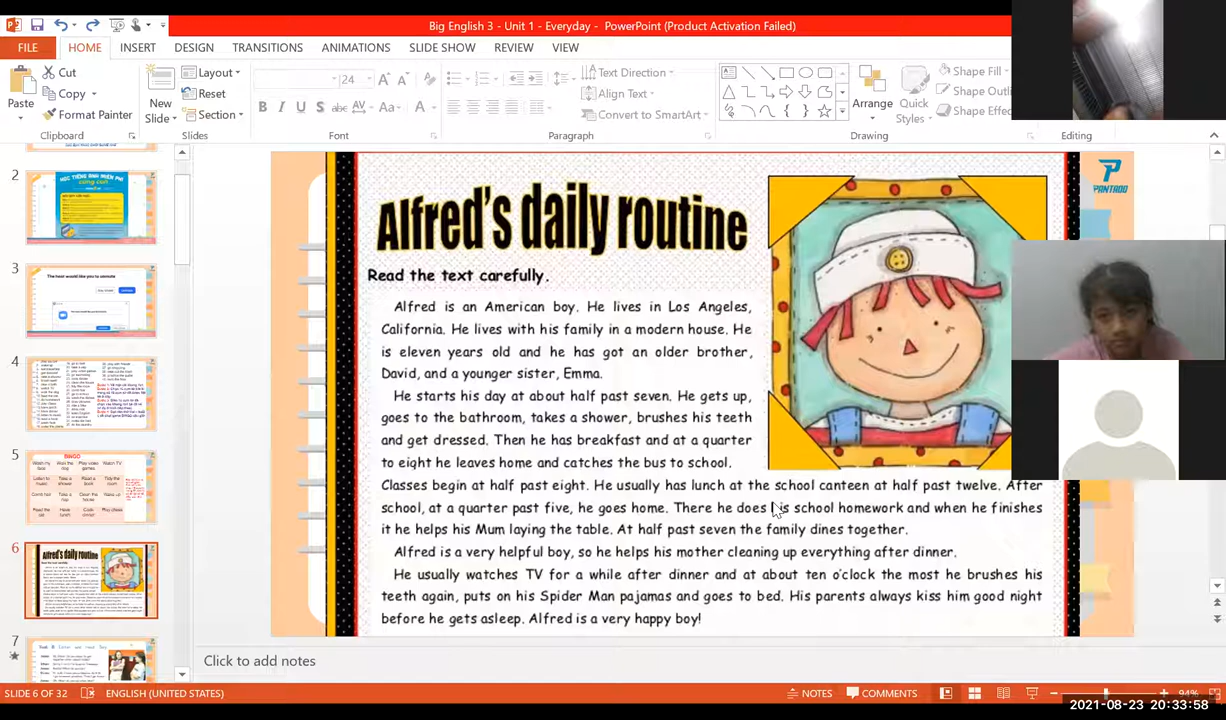 Big English 3 - Unit 1 - Everyday - PowerPoint (Product Activation Failed)
FILE HOME INSERT DESIGN TRANSITIONS ANIMATIONS SLIDE SHOW REVIEW VIEW
Paste
Cut
Copy
Format Painter
Clipboard
New
Slide
Layout
Reset
Section
Slides
24
Font
Text Direction
Align Text
Convert to SmartArt
Paragraph
Arrange
Quick
Styles
Shape Fill
Shape Outli
Shape Effec
Drawing
Editing
2
3
4
5
6
7
Alfred's daily routine
PANTADO
Read the text carefully.
Alfred is an American boy. He lives in Los Angeles,
California. He lives with his family in a modern house. He
is eleven years old and he has got an older brother,
David, and a younger sister, Emma.
He starts his day at about half past seven. He gets up,
goes to the bathroom, takes a shower, brushes his teeth
and get dressed. Then he has breakfast and at a quarter
to eight he leaves home and catches the bus to school.
Classes begin at half past eight. He usually has lunch at the school canteen at half past twelve. After
school, at a quarter past five, he goes home. There he does his school homework and when he finishes
it he helps his Mum laying the table. At half past seven the family dines together.
Alfred is a very helpful boy, so he helps his mother cleaning up everything after dinner.
He usually watches TV for a while after dinner and at about ten o'clock the most he brushes his
teeth again, puts on his Spider Man pajamas and goes to bed. His parents always kiss him good night
before he gets asleep. Alfred is a very happy boy!
Click to add notes
SLIDE 6 OF 32 ENGLISH (UNITED STATES) NOTES COMMENTS 94%
2021-08-23 20:33:58